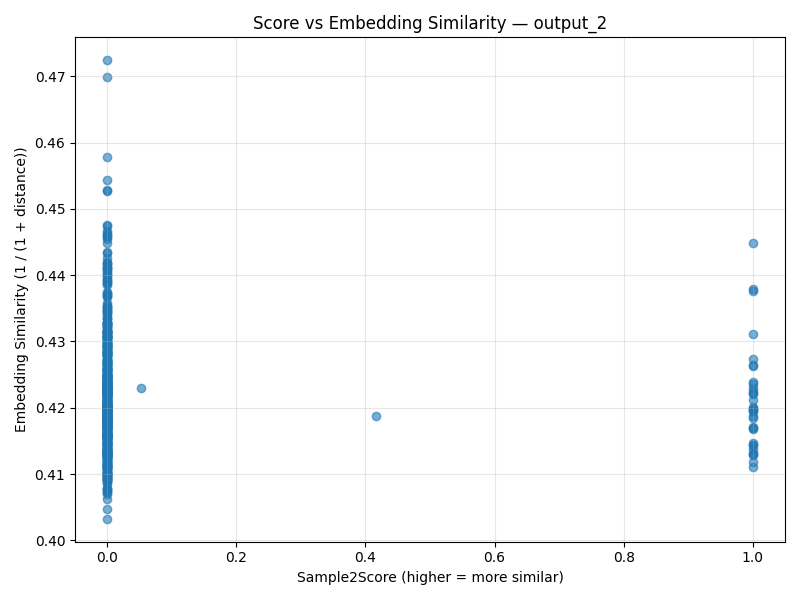 Score vs Embedding Similarity — output_2
Embedding Similarity (1 / (1 + distance))
0.47
0.46
0.45
0.44
0.43
0.42
0.41
0.40
0.0 0.2 0.4 0.6 0.8 1.0
Sample2Score (higher = more similar)